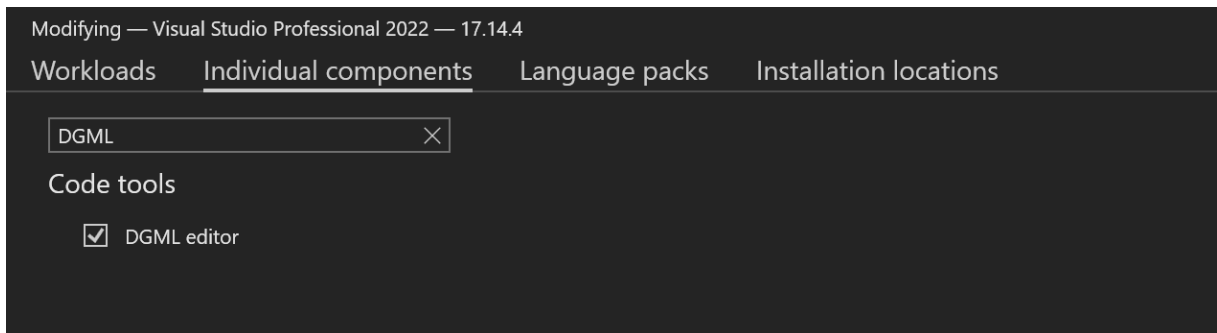 Modifying — Visual Studio Professional 2022 — 17.14.4
Workloads Individual components Language packs Installation locations
DGML
Code tools
DGML editor